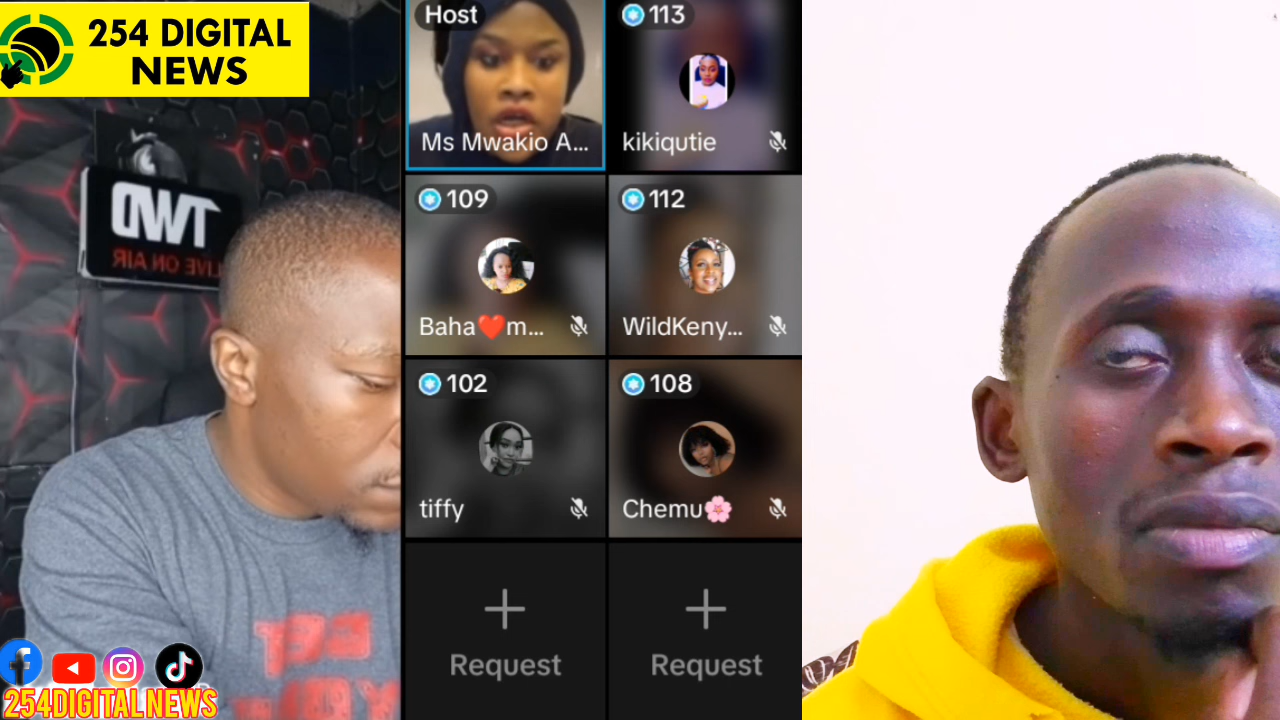 254 DIGITAL
NEWS
TWD
LIVE ON AIR
Host
Ms Mwakio A...
113
kikiqutie
109
Baha❤️m...
112
WildKeny...
102
tiffy
108
Chemu🌸
Request
Request
254DIGITALNEWS